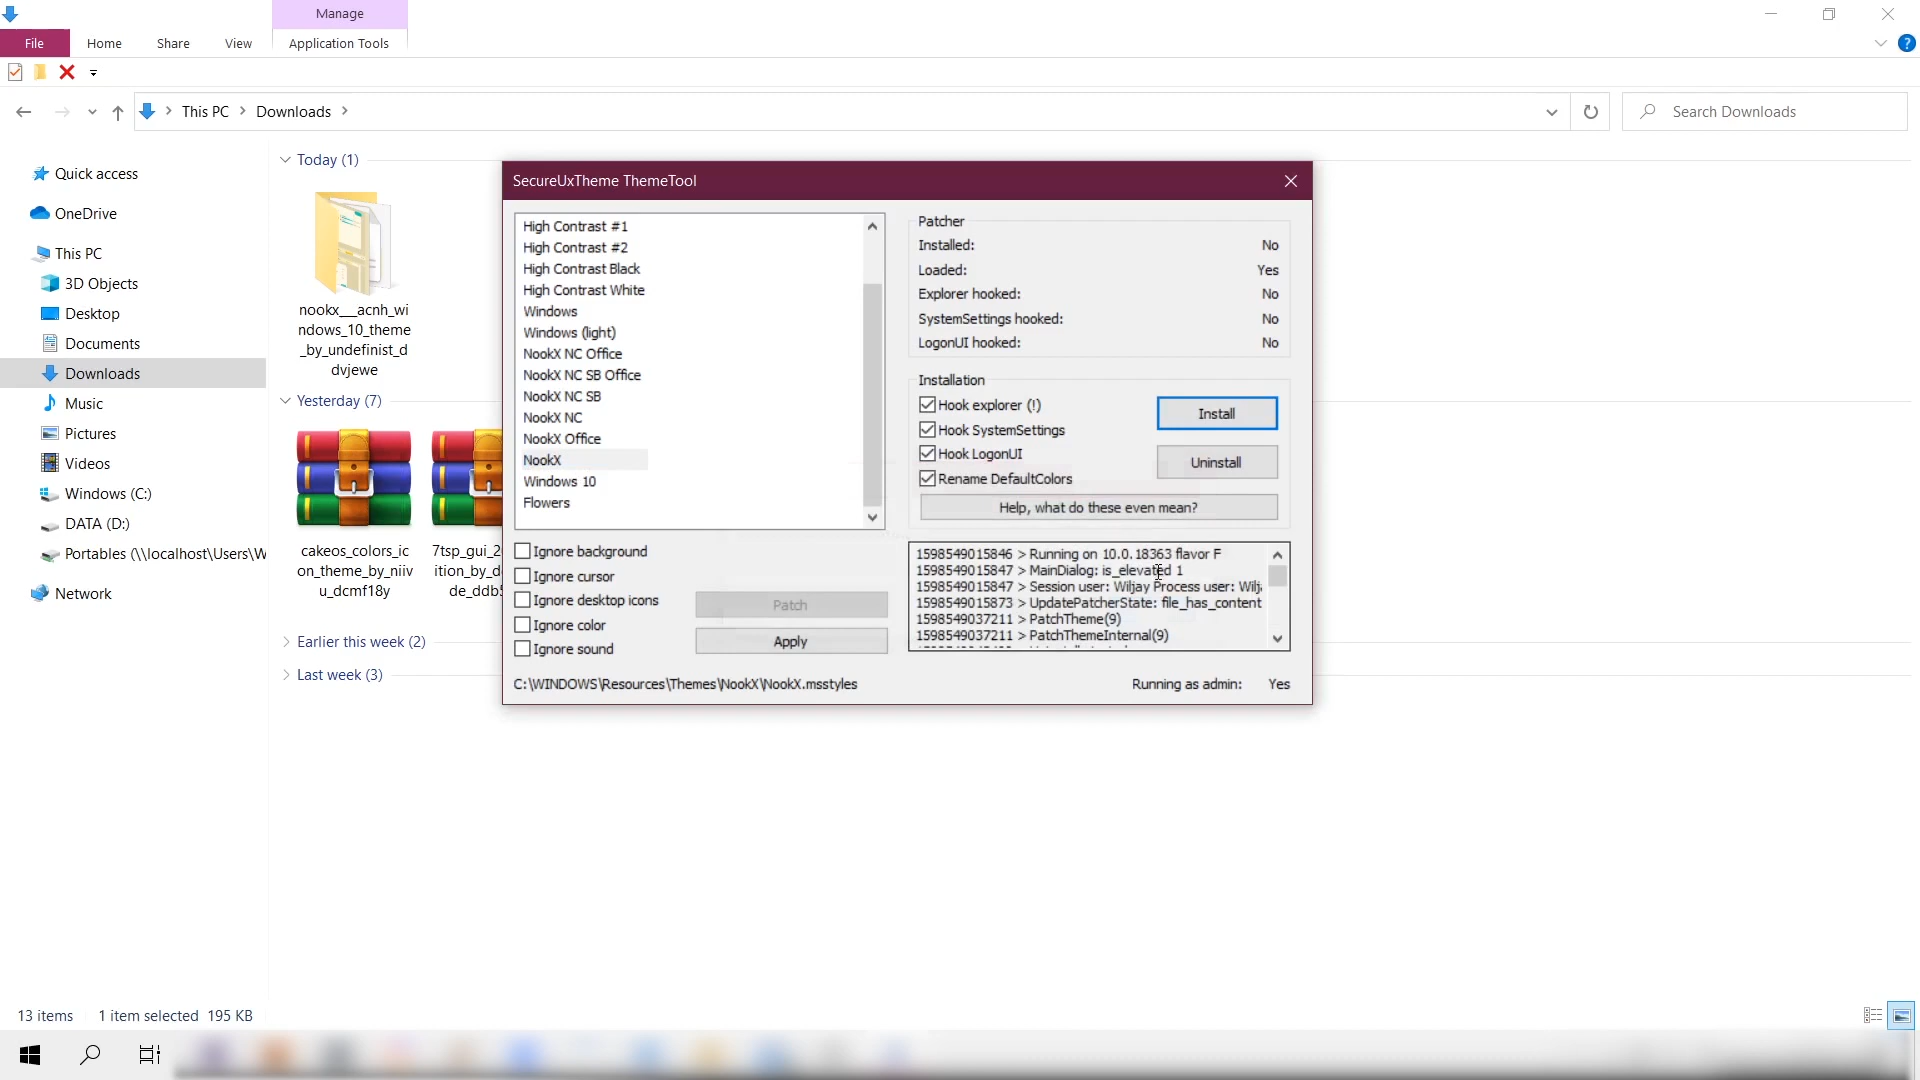 Manage
File
Home
Share
View
Application Tools
This PC
Downloads
Search Downloads
Quick access
OneDrive
This PC
3D Objects
Desktop
Documents
Downloads
Music
Pictures
Videos
Windows (C:)
DATA (D:)
Portables (\\localhost\Users\W
Network
Today (1)
nookx___acnh_wi
ndows_10_theme
_by_undefinist_d
dvjewe
Yesterday (7)
cakeos_colors_ic
on_theme_by_niiv
u_dcmf18y
7tsp_gui_2
ition_by_d
de_ddb5
Earlier this week (2)
Last week (3)
SecureUxTheme ThemeTool
High Contrast #1
High Contrast #2
High Contrast Black
High Contrast White
Windows
Windows (light)
NookX NC Office
NookX NC SB Office
NookX NC SB
NookX NC
NookX Office
NookX
Windows 10
Flowers
Ignore background
Ignore cursor
Ignore desktop icons
Ignore color
Ignore sound
Patch
Apply
C:\WINDOWS\Resources\Themes\NookX\NookX.msstyles
Patcher
Installed: No
Loaded: Yes
Explorer hooked: No
SystemSettings hooked: No
LogonUI hooked: No
Installation
Hook explorer (!)
Hook SystemSettings
Hook LogonUI
Rename DefaultColors
Install
Uninstall
Help, what do these even mean?
1598549015846 > Running on 10.0.18363 flavor F
1598549015847 > MainDialog: is_elevated 1
1598549015847 > Session user: Wiljay Process user: Wilj
1598549015873 > UpdatePatcherState: file_has_content
1598549037211 > PatchTheme(9)
1598549037211 > PatchThemeInternal(9)
Running as admin: Yes
13 items
1 item selected 195 KB